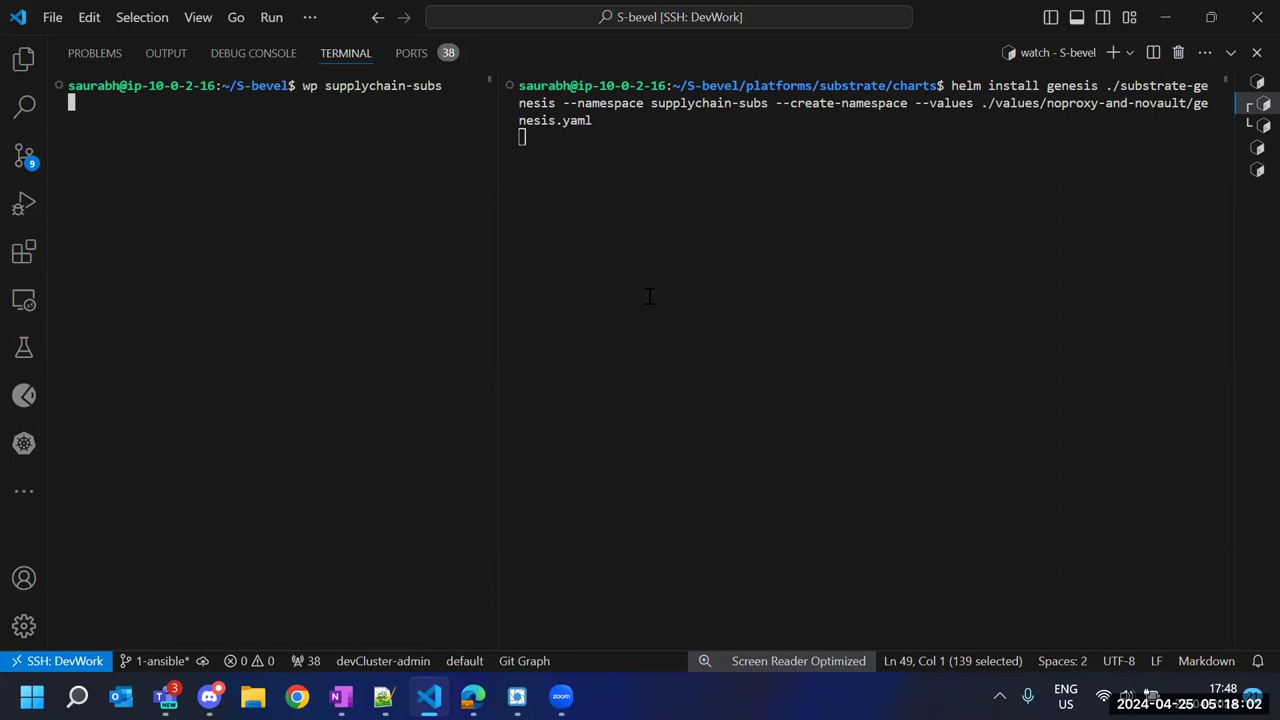 File Edit Selection View Go Run ··· S-bevel [SSH: DevWork]
PROBLEMS OUTPUT DEBUG CONSOLE TERMINAL PORTS 38 watch - S-bevel
saurabh@ip-10-0-2-16:~/S-bevel$ wp supplychain-subs
saurabh@ip-10-0-2-16:~/S-bevel/platforms/substrate/charts$ helm install genesis ./substrate-ge
nesis --namespace supplychain-subs --create-namespace --values ./values/noproxy-and-novault/ge
nesis.yaml
9
SSH: DevWork 1-ansible* 0 0 38 devCluster-admin default Git Graph Screen Reader Optimized Ln 49, Col 1 (139 selected) Spaces: 2 UTF-8 LF Markdown
3
NEW
zoom
ENG
US
17:48
2024-04-25 05:18:02